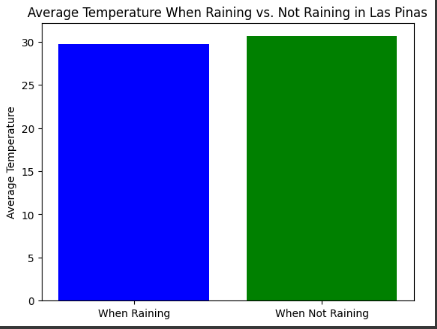 Average Temperature When Raining vs. Not Raining in Las Pinas
Average Temperature
30
25
20
15
10
5
0
When Raining
When Not Raining